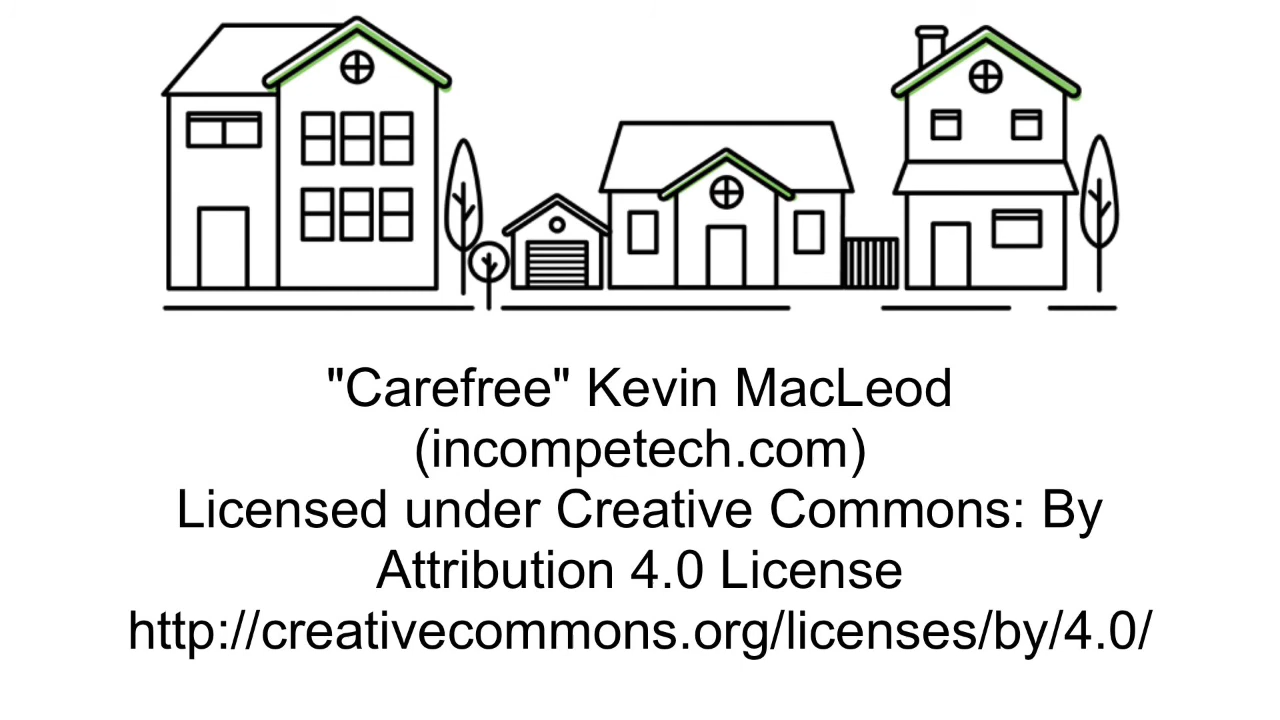 "Carefree" Kevin MacLeod
(incompetech.com)
Licensed under Creative Commons: By
Attribution 4.0 License
http://creativecommons.org/licenses/by/4.0/